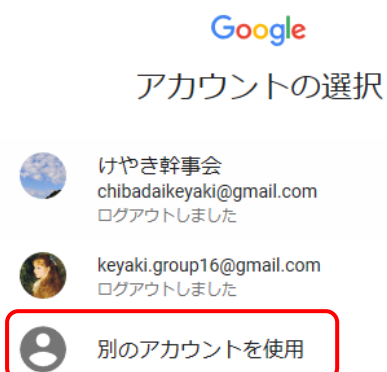 Google
アカウントの選択
けやき幹事会
chibadaikeyaki@gmail.com
ログアウトしました
keyaki.group16@gmail.com
ログアウトしました
別のアカウントを使用